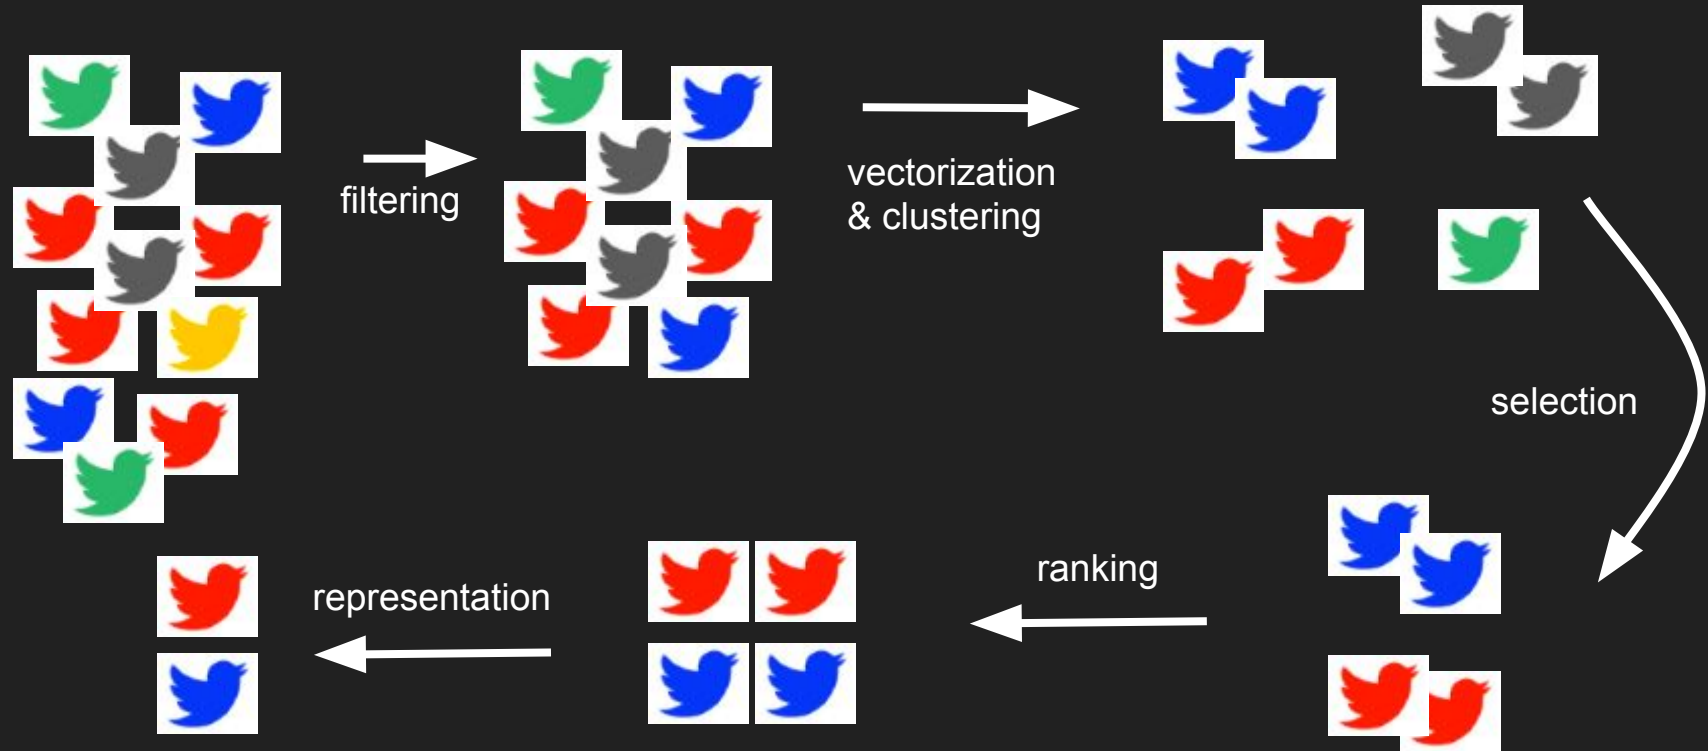 filtering
vectorization
& clustering
selection
ranking
representation